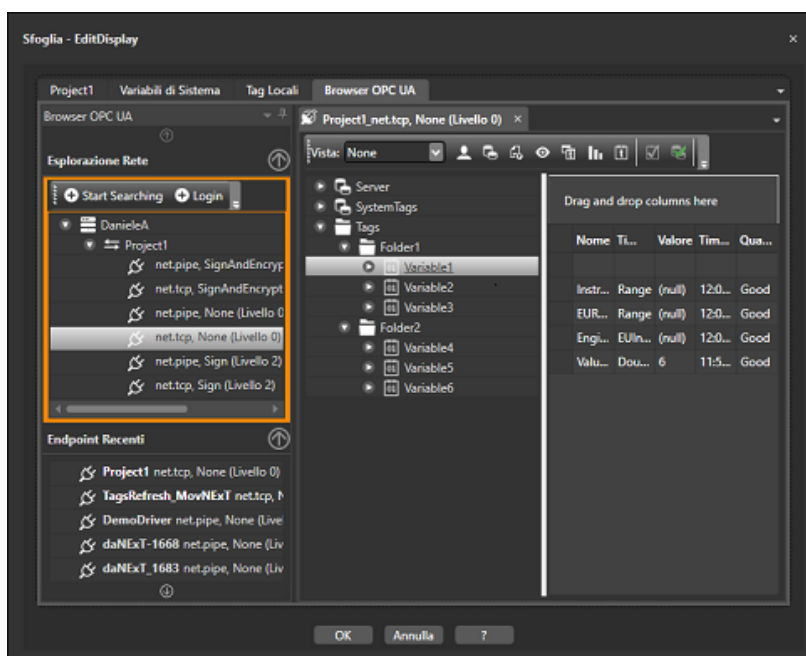 Sfoglia - EditDisplay
Project1 Variabili di Sistema Tag Locali Browser OPC UA
Browser OPC UA
Esplorazione Rete
Start Searching Login
DanieleA
Project1
net.pipe, SignAndEncryp
net.tcp, SignAndEncrypt
net.pipe, None (Livello 0
net.tcp, None (Livello 0)
net.pipe, Sign (Livello 2)
net.tcp, Sign (Livello 2)
Endpoint Recenti
Project1 net.tcp, None (Livello 0)
TagsRefresh_MovNExT net.tcp, N
DemoDriver net.pipe, None (Live
daNExT-1668 net.pipe, None (Liv
daNExT_1683 net.pipe, None (Liv
Project1_net.tcp, None (Livello 0) ×
Vista: None
Server
SystemTags
Tags
Folder1
Variable1
Variable2
Variable3
Folder2
Variable4
Variable5
Variable6
Drag and drop columns here
Nome Ti... Valore Tim... Qua...
Instr... Range (null) 12:0... Good
EUR... Range (null) 12:0... Good
Engi... EUIn... (null) 12:0... Good
Valu... Dou... 6 11:5... Good
OK Annulla ?